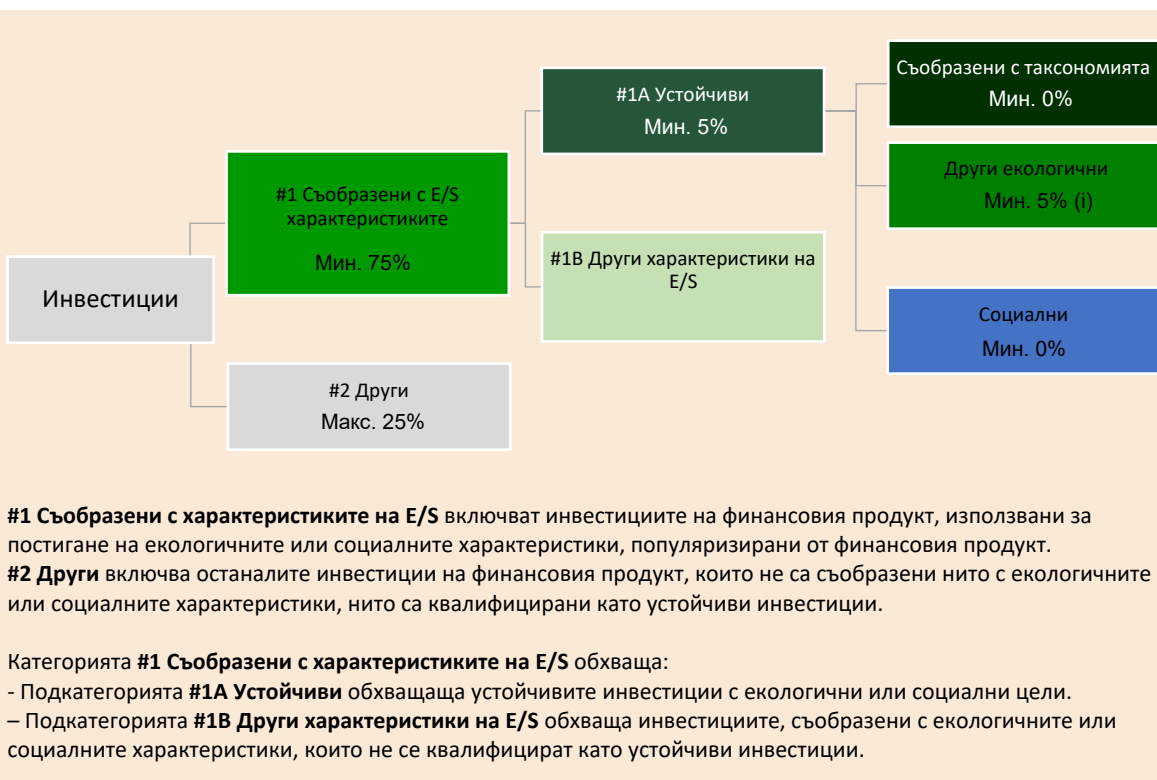 Съобразени с таксономията
Мин. 0%
#1A Устойчиви
Мин. 5%
Други екологични
Мин. 5% (i)
#1 Съобразени с E/S
характеристиките
Мин. 75%
#1B Други характеристики на
E/S
Инвестиции
Социални
Мин. 0%
#2 Други
Макс. 25%
#1 Съобразени с характеристиките на E/S включват инвестициите на финансовия продукт, използвани за
постигане на екологичните или социалните характеристики, популяризирани от финансовия продукт.
#2 Други включва останалите инвестиции на финансовия продукт, които не са съобразени нито с екологичните
или социалните характеристики, нито са квалифицирани като устойчиви инвестиции.
Категорията #1 Съобразени с характеристиките на E/S обхваща:
- Подкатегорията #1A Устойчиви обхващаща устойчивите инвестиции с екологични или социални цели.
– Подкатегорията #1B Други характеристики на E/S обхваща инвестициите, съобразени с екологичните или
социалните характеристики, които не се квалифицират като устойчиви инвестиции.